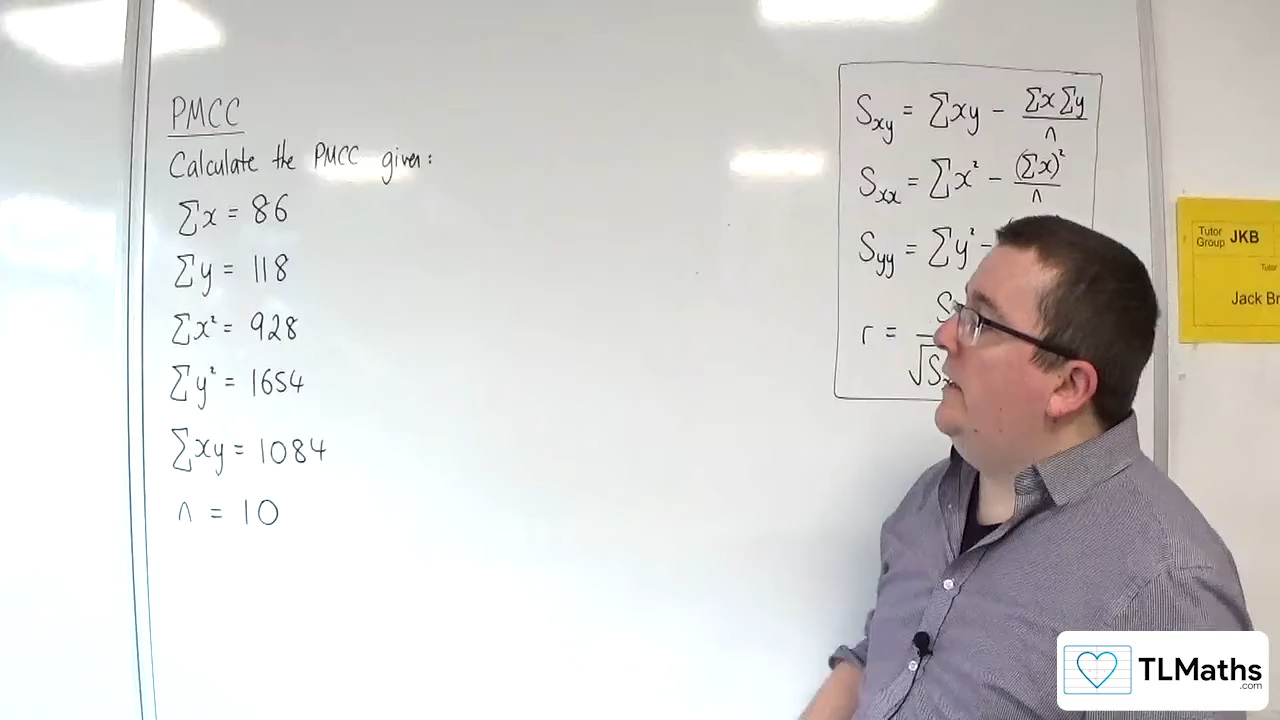 PMCC
Calculate the PMCC given:
∑x = 86
∑y = 118
∑x² = 928
∑y² = 1654
∑xy = 1084
n = 10
Sxy = ∑xy - ∑x∑y/n
Sxx = ∑x² - (∑x)²/n
Syy = ∑y² -
r =
Tutor Group JKB
Tutor
Jack Br
TLMaths
.com